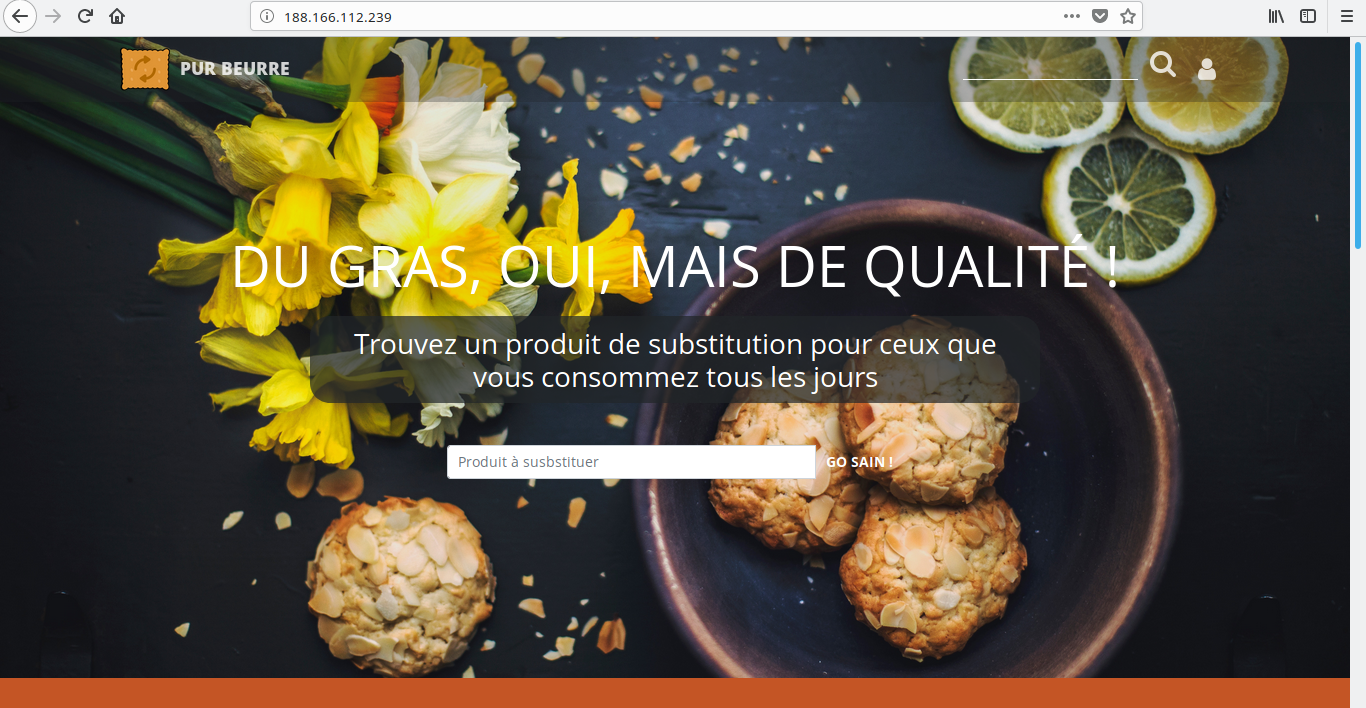 188.166.112.239
PUR BEURRE
DU GRAS, OUI, MAIS DE QUALITÉ !
Trouvez un produit de substitution pour ceux que
vous consommez tous les jours
Produit à susbstituer
GO SAIN !